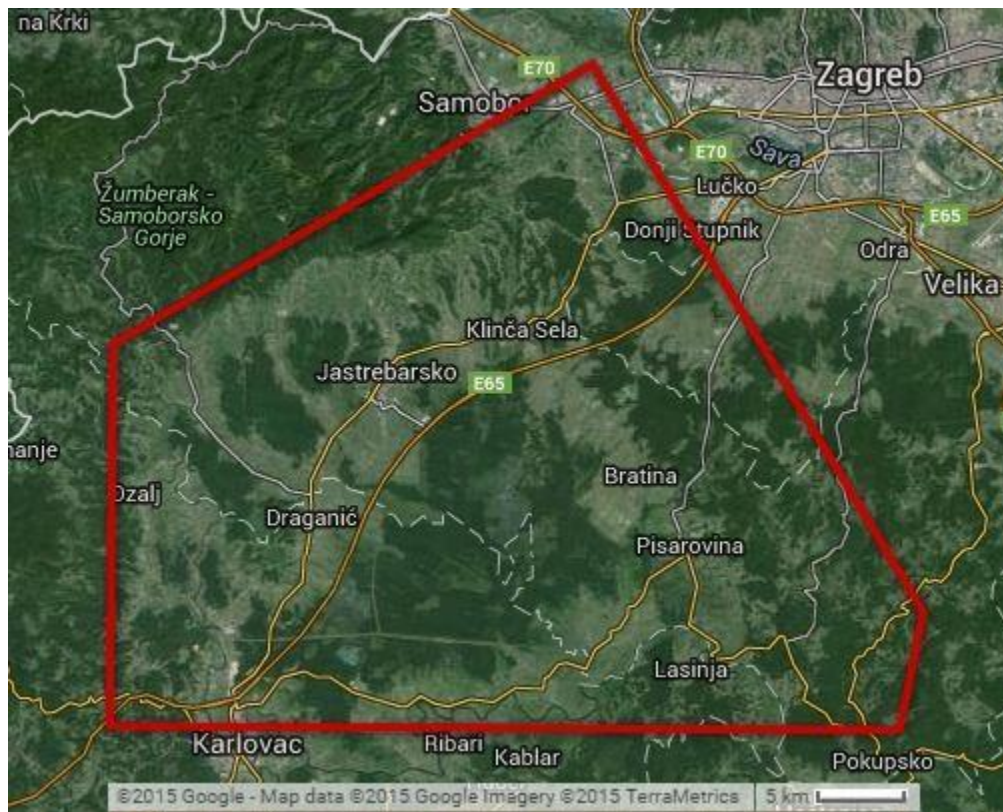 na Krki
E70
Zagreb
Samobor
E70
Sava
Lučko
Žumberak -
Samoborsko
Gorje
E65
Donji Stupnik
Odra
Velika
Klinča Sela
Jastrebarsko
E65
nanje
Bratina
Ozalj
Draganić
Pisarovina
Lasinja
Karlovac
Ribari
Kablar
Pokupsko
©2015 Google - Map data ©2015 Google Imagery ©2015 TerraMetrics
5 km